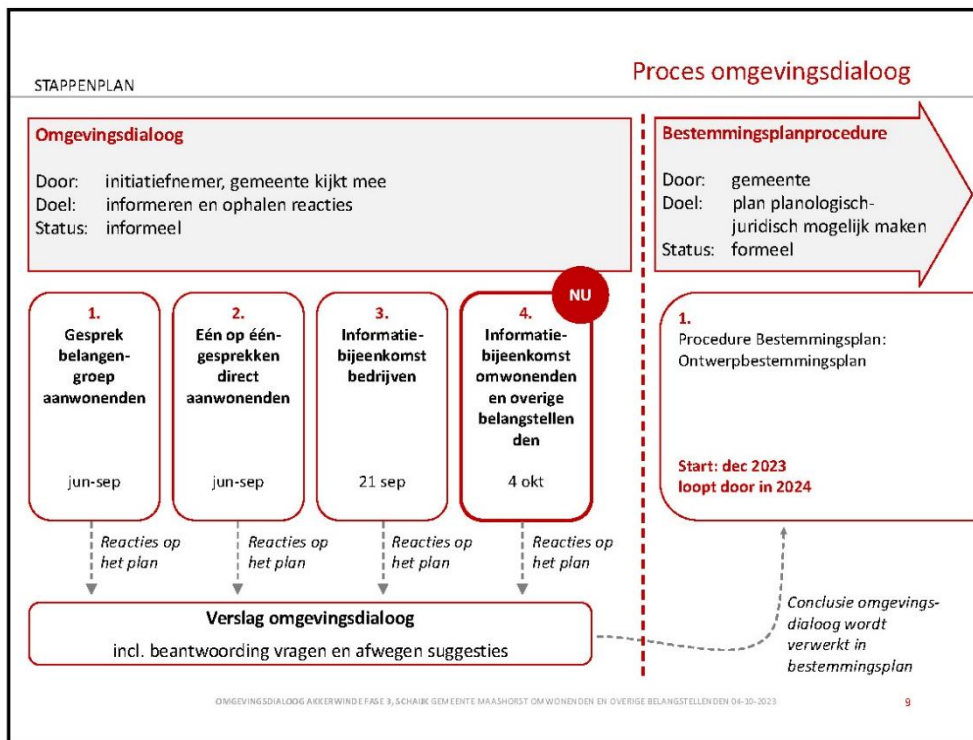 STAPPENPLAN
Proces omgevingsdialoog
Omgevingsdialoog
Door: initiatiefnemer, gemeente kijkt mee
Doel: informeren en ophalen reacties
Status: informeel
Bestemmingsplanprocedure
Door: gemeente
Doel: plan planologisch-
juridisch mogelijk maken
Status: formeel
1.
Gesprek
belangen-
groep
aanwonenden
jun-sep
2.
Eén op één-
gesprekken
direct
aanwonenden
jun-sep
3.
Informatie-
bijeenkomst
bedrijven
21 sep
NU
4.
Informatie-
bijeenkomst
omwonenden
en overige
belangstellen
den
4 okt
1.
Procedure Bestemmingsplan:
Ontwerpbestemmingsplan
Start: dec 2023
loopt door in 2024
Reacties op
het plan
Reacties op
het plan
Reacties op
het plan
Reacties op
het plan
Verslag omgevingsdialoog
incl. beantwoording vragen en afwegen suggesties
Conclusie omgevings-
dialoog wordt
verwerkt in
bestemmingsplan
OMGEVINGSDIALOOG AKKERWINDE FASE 3, SCHAIJK GEMEENTE MAASHORST OMWONENDEN EN OVERIGE BELANGSTELLENDEN 04-10-2023
9